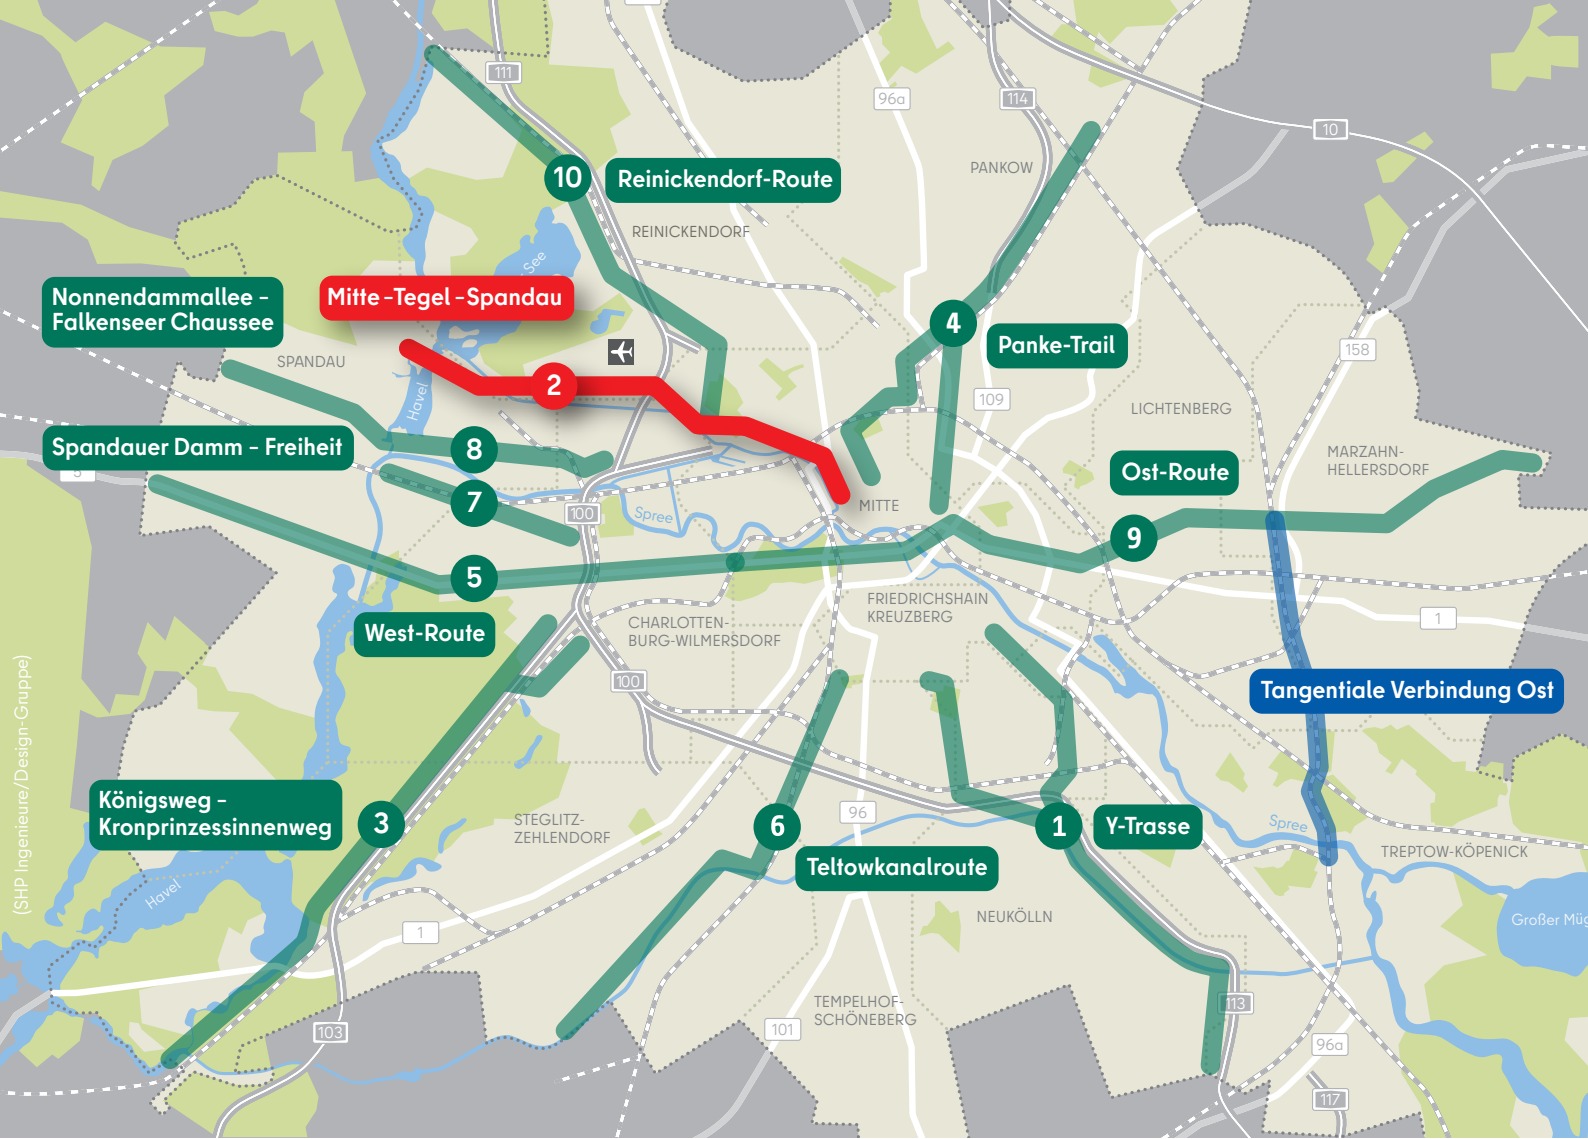 111
96a
114
10
PANKOW
10
Reinickendorf-Route
REINICKENDORF
See
Nonnendammallee –
Falkenseer Chaussee
Mitte – Tegel – Spandau
4
Panke-Trail
158
SPANDAU
2
Havel
109
LICHTENBERG
Spandauer Damm – Freiheit
8
MARZAHN-
HELLERSDORF
Ost-Route
5
7
100
Spree
MITTE
9
5
West-Route
CHARLOTTEN-
BURG-WILMERSDORF
FRIEDRICHSHAIN
KREUZBERG
1
100
Tangentiale Verbindung Ost
(SHP Ingenieure/Design-Gruppe)
Königsweg –
Kronprinzessinnenweg
3
STEGLITZ-
ZEHLENDORF
6
96
1
Y-Trasse
Spree
TREPTOW-KÖPENICK
Teltowkanalroute
Havel
1
NEUKÖLLN
Großer Müg
TEMPELHOF-
SCHÖNEBERG
113
103
101
96a
117